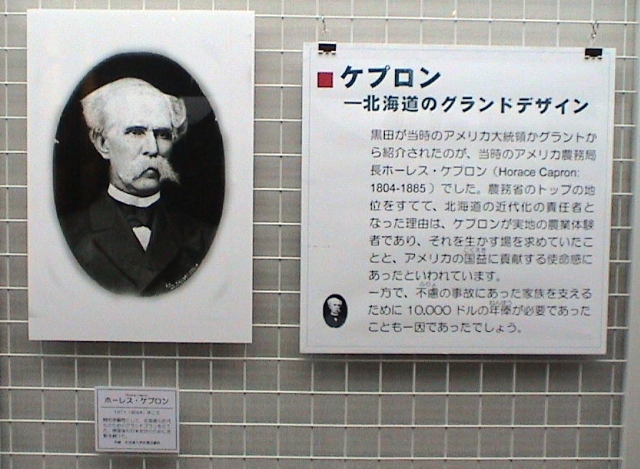 ケプロン
―北海道のグランドデザイン
黒田が当時のアメリカ大統領かグラントか
ら紹介されたのが、当時のアメリカ農務局
長ホーレス・ケプロン（Horace Capron:
1804-1885）でした。農務省のトップの地
位をすてて、北海道の近代化の責任者と
なった理由は、ケプロンが実地の農業体験
者であり、それを生かす場を求めていたこ
とと、アメリカの国益に貢献する使命感に
あったといわれています。
一方で、不慮の事故にあった家族を支える
ために 10,000 ドルの年俸が必要であった
ことも一因であったでしょう。
ホーレス・ケプロン